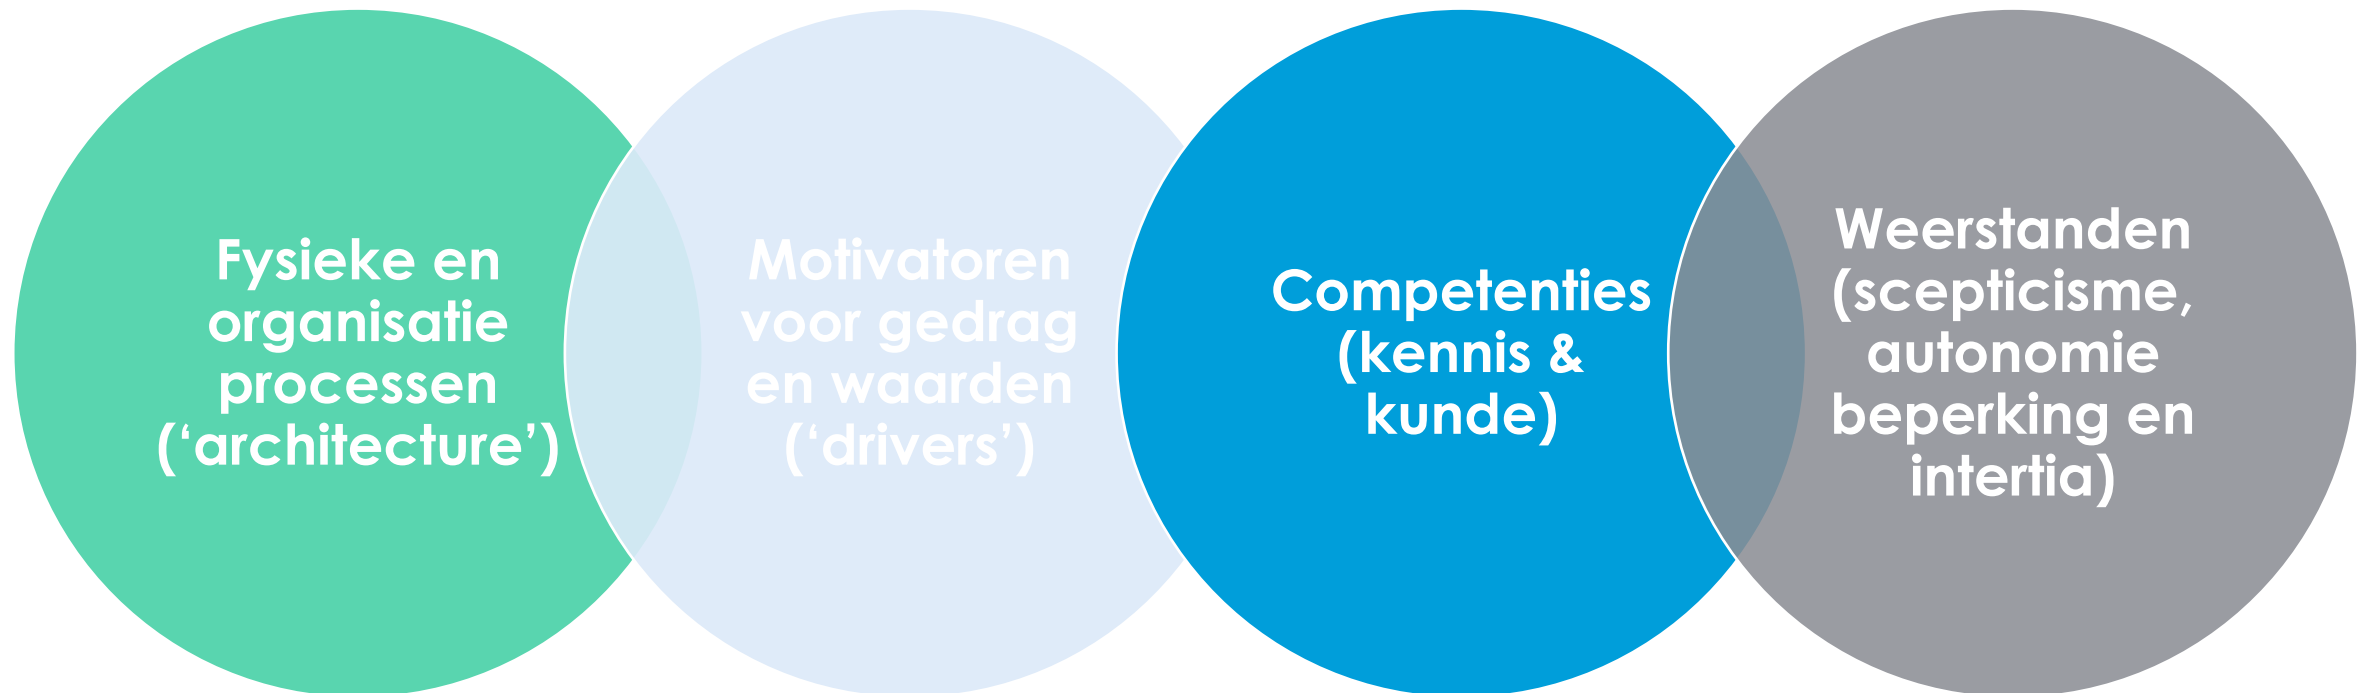 Fysieke en
organisatie
processen
(‘architecture’)
Motivatoren
voor gedrag
en waarden
(‘drivers’)
Competenties
(kennis &
kunde)
Weerstanden
(scepticisme,
autonomie
beperking en
intertia)